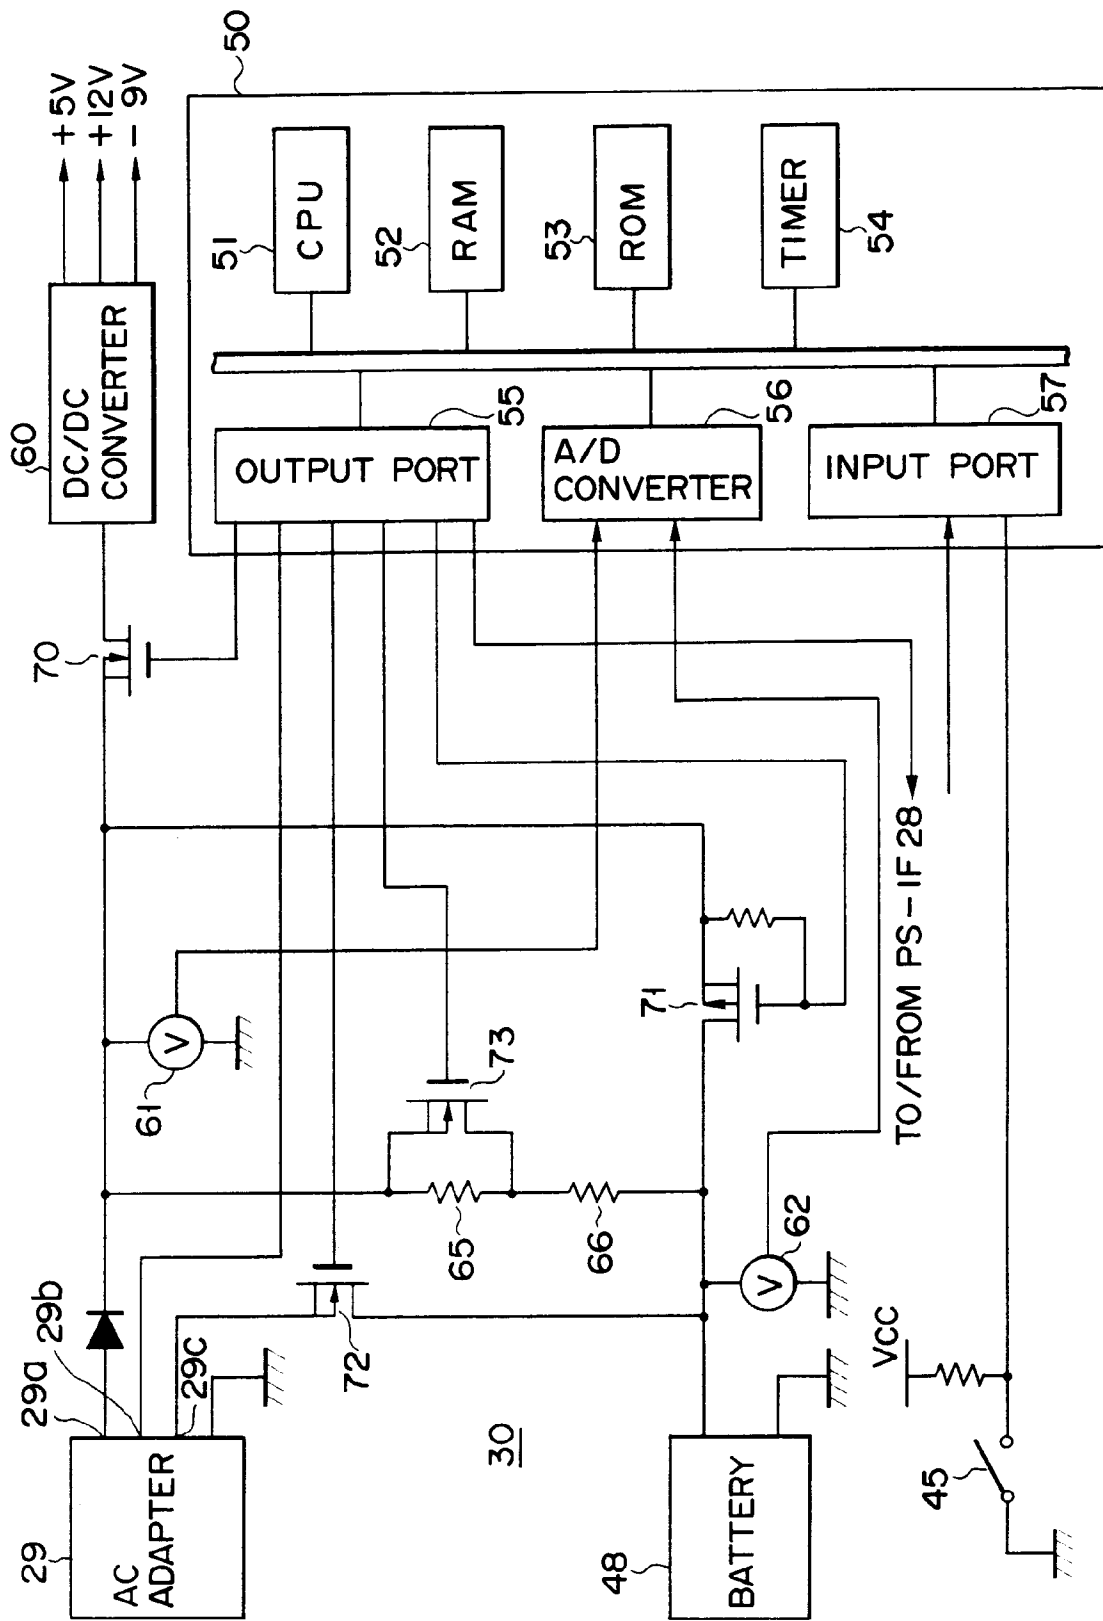 50
+5V
+12V
-9V
60
DC/DC
CONVERTER
70
51
CPU
52
RAM
53
ROM
54
TIMER
55
OUTPUT PORT
56
A/D
CONVERTER
57
INPUT PORT
61
V
73
65
66
71
TO/FROM PS-IF 28
62
V
29
29a
29b
29C
AC
ADAPTER
72
30
48
BATTERY
VCC
45